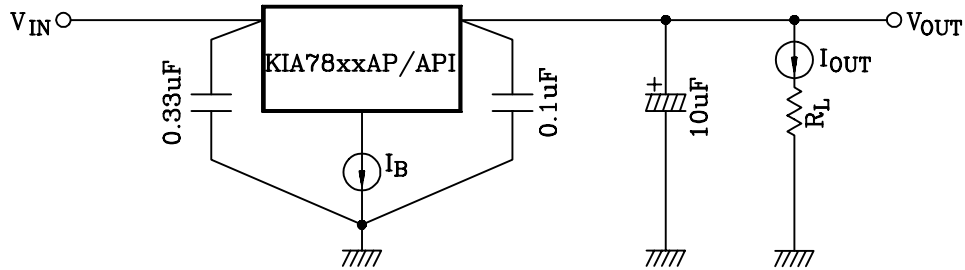 VIN
VOUT
KIA78xxAP/API
IOUT
0.33uF
0.1uF
+
10uF
RL
IB